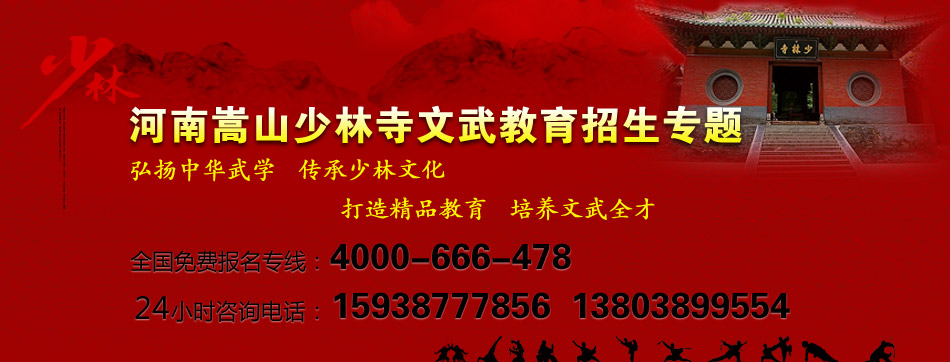 少林
少林寺
河南嵩山少林寺文武教育招生专题
弘扬中华武学 传承少林文化
打造精品教育 培养文武全才
全国免费报名专线：4000-666-478
24小时咨询电话：15938777856 13803899554